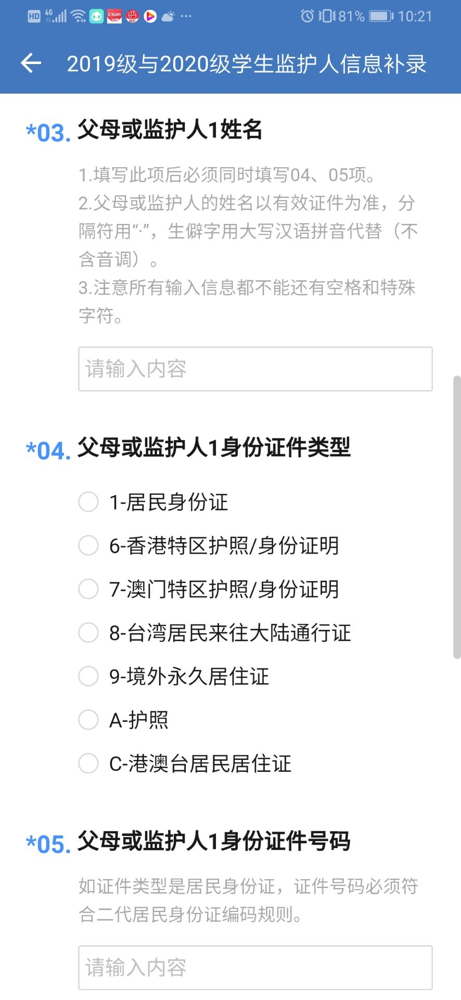 HD 4G 81% 10:21
2019级与2020级学生监护人信息补录
*03. 父母或监护人1姓名
1.填写此项后必须同时填写04、05项。
2.父母或监护人的姓名以有效证件为准，分
隔符用“·”，生僻字用大写汉语拼音代替（不
含音调）。
3.注意所有输入信息都不能还有空格和特殊
字符。
请输入内容
*04. 父母或监护人1身份证件类型
1-居民身份证
6-香港特区护照/身份证明
7-澳门特区护照/身份证明
8-台湾居民来往大陆通行证
9-境外永久居住证
A-护照
C-港澳台居民居住证
*05. 父母或监护人1身份证件号码
如证件类型是居民身份证，证件号码必须符
合二代居民身份证编码规则。
请输入内容